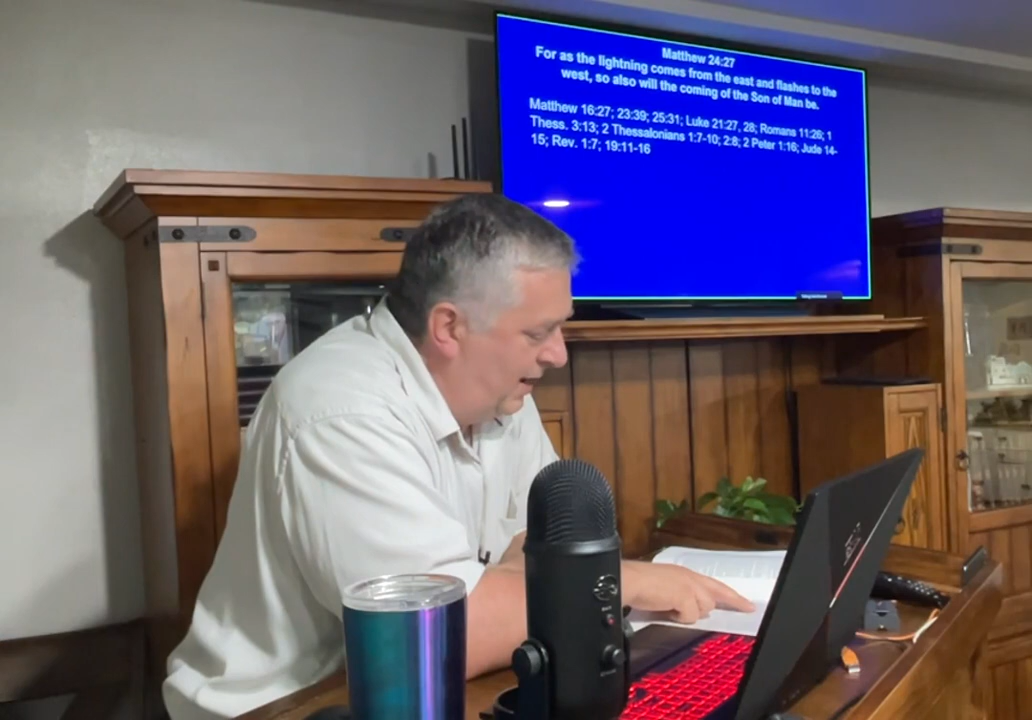 Matthew 24:27
For as the lightning comes from the east and flashes to the
west, so also will the coming of the Son of Man be.
Matthew 16:27; 23:39; 25:31; Luke 21:27, 28; Romans 11:26; 1
Thess. 3:13; 2 Thessalonians 1:7-10; 2:8; 2 Peter 1:16; Jude 14-
15; Rev. 1:7; 19:11-16